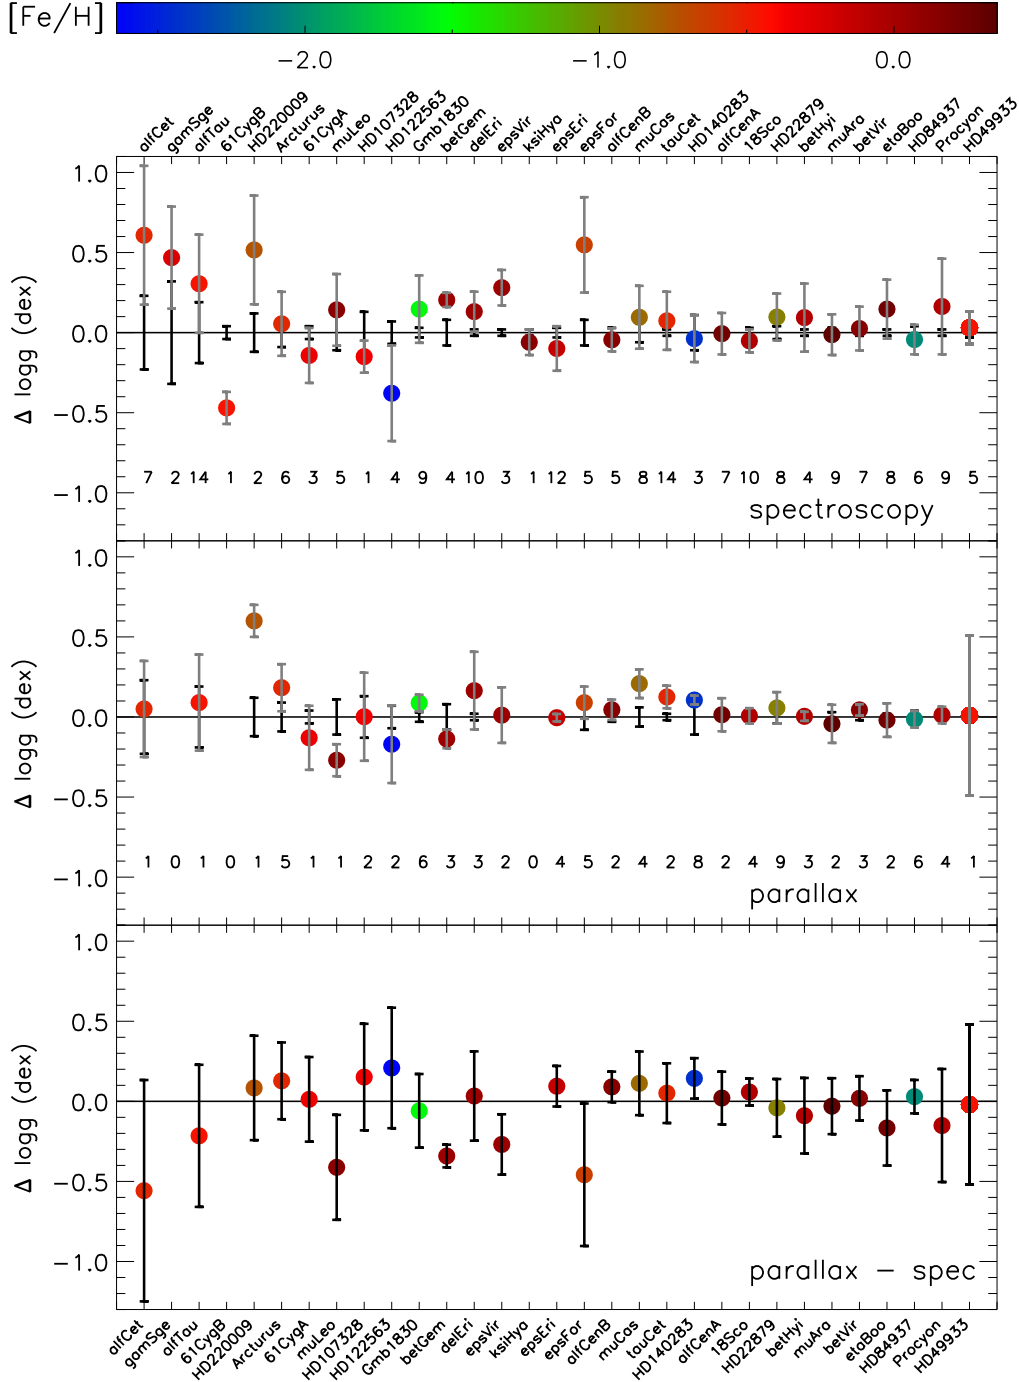 [Fe/H]
−2.0 −1.0 0.0
alfCet gamSge alfTau 61CygB HD220009 Arcturus 61CygA muLeo HD107328 HD122563 Gmb1830 betGem delEri epsVir ksiHya epsEri epsFor alfCenB muCas tauCet HD140283 alfCenA 18Sco HD22879 betHyi muAra betVir etaBoo HD84937 Procyon HD49933
1.0
0.5
0.0
−0.5
−1.0
Δ logg (dex)
7 2 14 1 2 6 3 5 1 4 9 4 10 3 1 12 5 5 8 14 3 7 10 8 4 9 7 8 6 9 5
spectroscopy
1.0
0.5
0.0
−0.5
−1.0
Δ logg (dex)
1 0 1 0 1 5 1 1 2 2 6 3 3 2 0 4 5 2 4 2 8 2 4 9 3 2 3 2 6 4 1
parallax
1.0
0.5
0.0
−0.5
−1.0
Δ logg (dex)
parallax − spec
alfCet gamSge alfTau 61CygB HD220009 Arcturus 61CygA muLeo HD107328 HD122563 Gmb1830 betGem delEri epsVir ksiHya epsEri epsFor alfCenB muCas tauCet HD140283 alfCenA 18Sco HD22879 betHyi muAra betVir etaBoo HD84937 Procyon HD49933